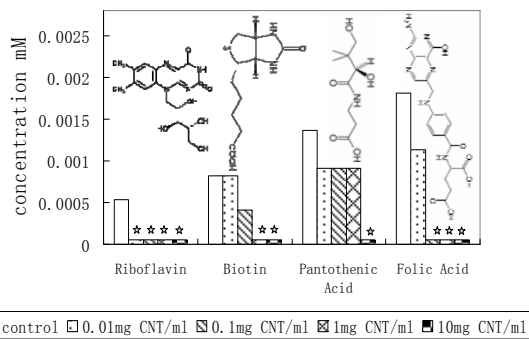 concentration mM
0.0025
0.002
0.0015
0.001
0.0005
0
Riboflavin
Biotin
Pantothenic
Acid
Folic Acid
control 0.01mg CNT/ml 0.1mg CNT/ml 1mg CNT/ml 10mg CNT/ml